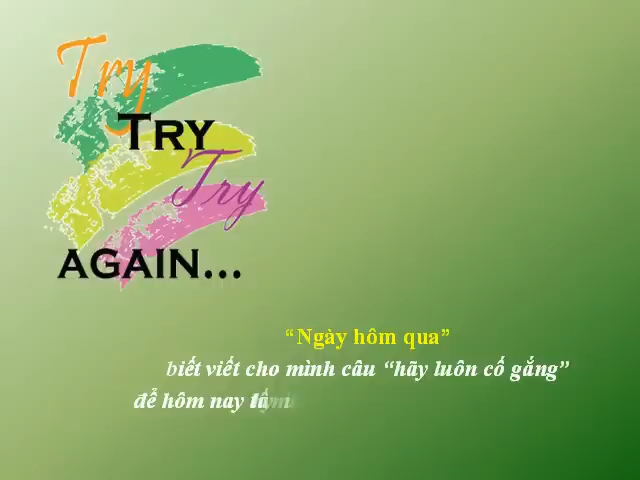 Try
TRY
Try
AGAIN...
“Ngày hôm qua”
biết viết cho mình câu “hãy luôn cố gắng”
để hôm nay